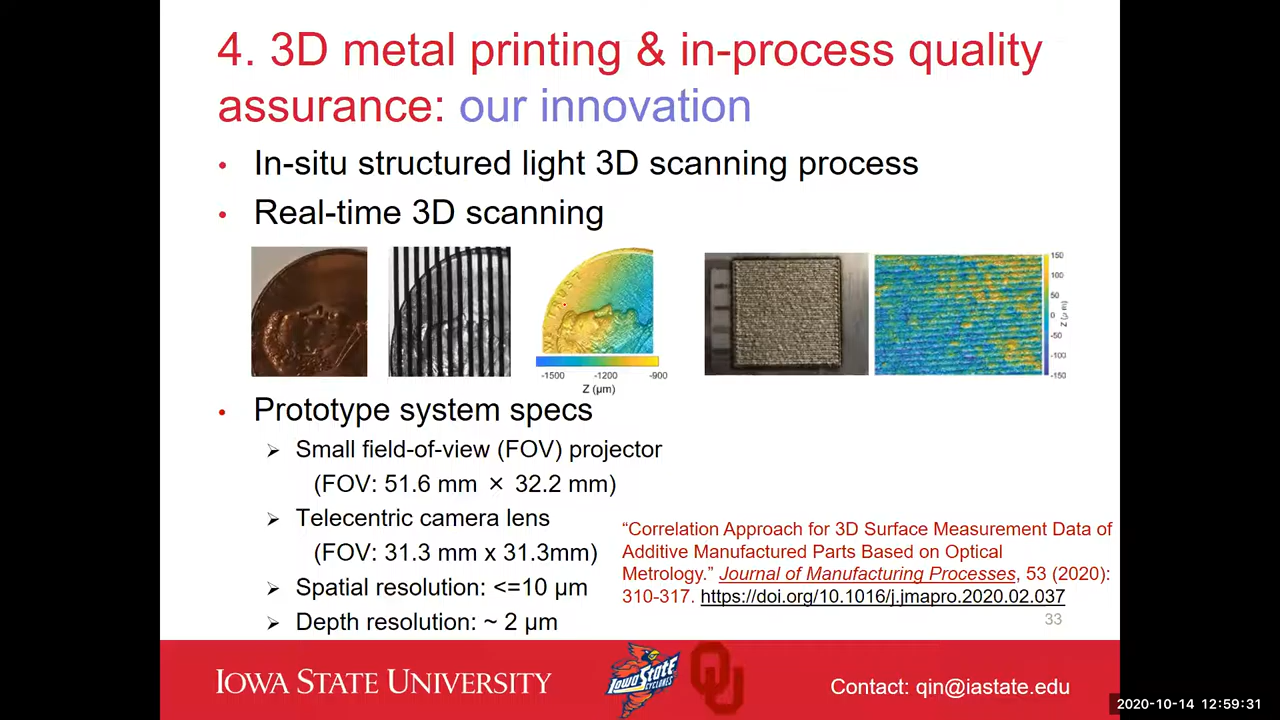 4. 3D metal printing & in-process quality
assurance: our innovation
• In-situ structured light 3D scanning process
• Real-time 3D scanning
TRUST
-1500 -1200 -900
Z (µm)
150
100
50
0
-50
-100
-150
Z (µm)
• Prototype system specs
➢ Small field-of-view (FOV) projector
(FOV: 51.6 mm × 32.2 mm)
➢ Telecentric camera lens
(FOV: 31.3 mm x 31.3mm)
➢ Spatial resolution: <=10 µm
➢ Depth resolution: ~ 2 µm
“Correlation Approach for 3D Surface Measurement Data of
Additive Manufactured Parts Based on Optical
Metrology.” Journal of Manufacturing Processes, 53 (2020):
310-317. https://doi.org/10.1016/j.jmapro.2020.02.037
33
IOWA STATE UNIVERSITY
IOWA STATE
CYCLONES
OU
Contact: qin@iastate.edu
2020-10-14 12:59:31